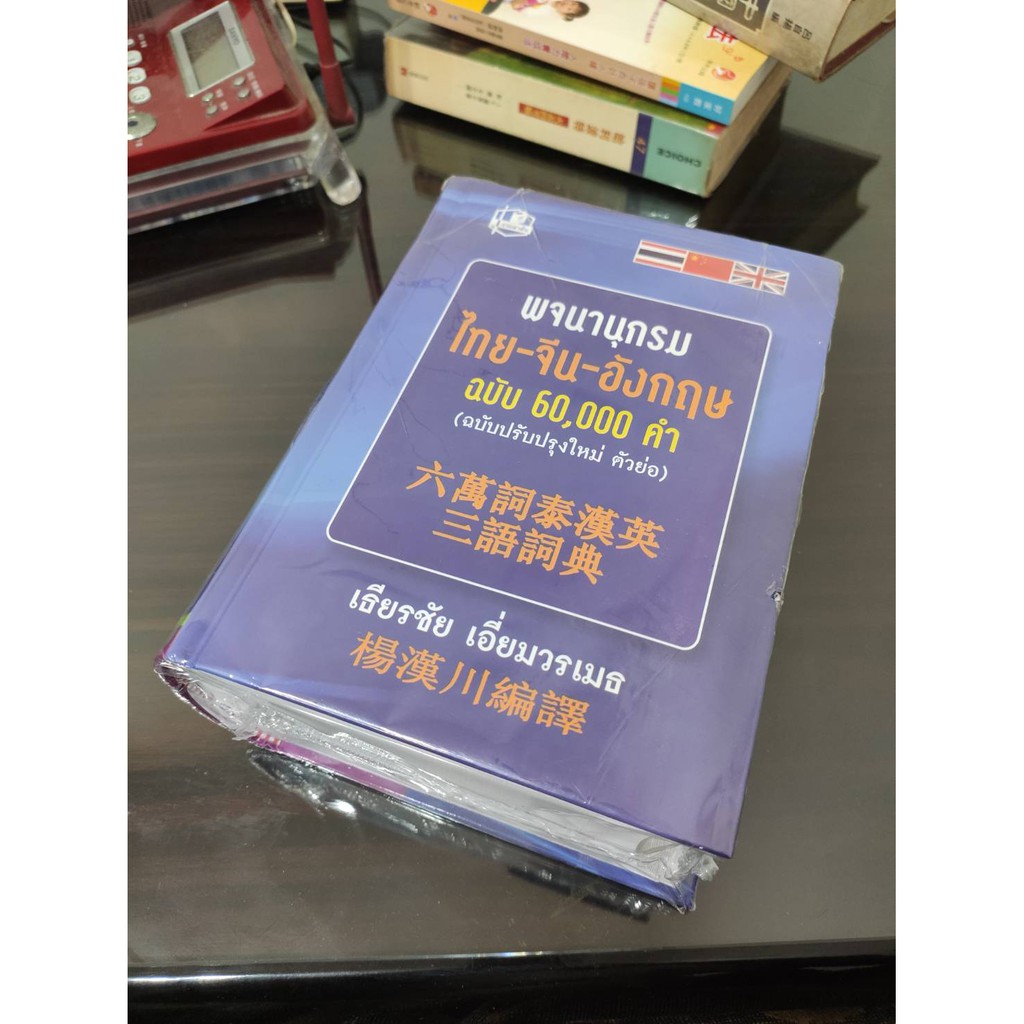 CHOICE
47
พจนานุกรม
ไทย-จีน-อังกฤษ
ฉบับ 60,000 คำ
(ฉบับปรับปรุงใหม่ ตัวย่อ)
六萬詞泰漢英
三語詞典
เธียรชัย เอี่ยมวรเมธ
楊漢川編譯